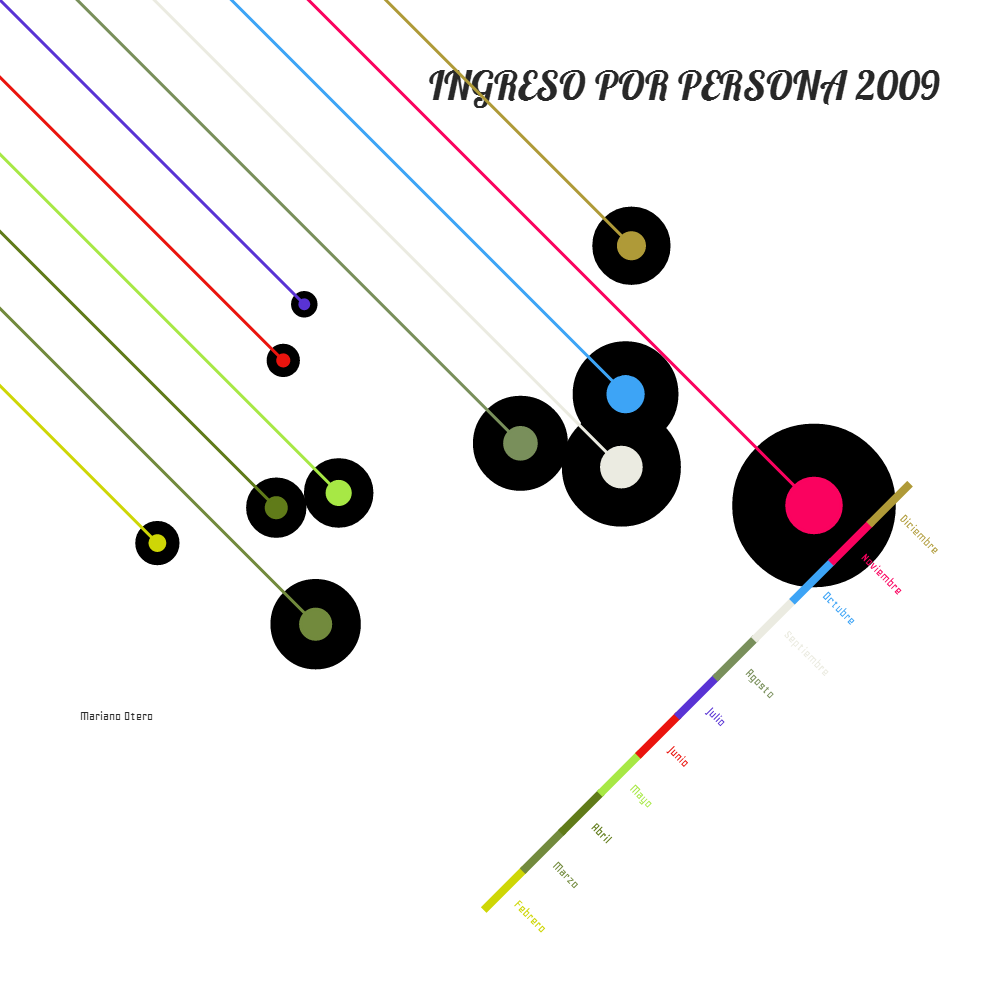 INGRESO POR PERSONA 2009
Diciembre
Noviembre
Octubre
Septiembre
Agosto
Julio
Mariano Otero
Junio
Mayo
Abril
Marzo
Febrero